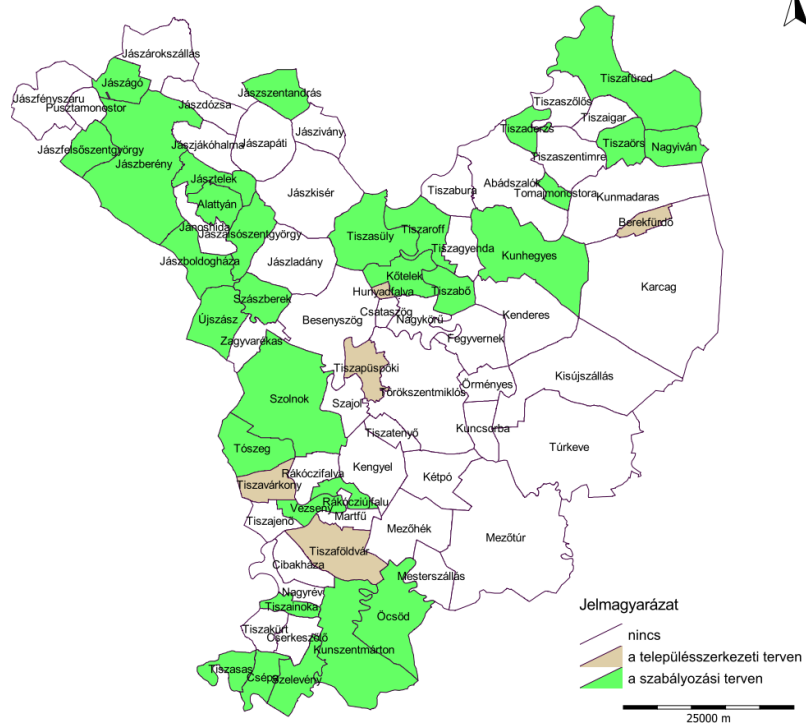 Jászárokszállás
Jászágó
Jászfényszaru
Pusztamonostor
Jászdózsa
Jászszentandrás
Jászivány
Jászfelsőszentgyörgy
Jászberény
Jászjákóhalma
Jászapáti
Jásztelek
Alattyán
Jászkisér
Jánoshida
Jászalsószentgyörgy
Jászboldogháza
Jászladány
Szászberek
Újszász
Zagyvarékas
Besenyszög
Tiszafüred
Tiszaszőlős
Tiszaigar
Tiszaderzs
Tiszaörs
Nagyiván
Tiszaszentimre
Abádszalók
Tiszabura
Tomajmonostora
Kunmadaras
Berekfürdő
Tiszasüly
Tiszaroff
Tiszagyenda
Kunhegyes
Kőtelek
Tiszabő
Hunyadfalva
Csataszög
Nagykörű
Karcag
Kenderes
Fegyvernek
Tiszapüspöki
Törökszentmiklós
Örményes
Kisújszállás
Szolnok
Szajol
Kuncsorba
Túrkeve
Tiszatenyő
Tószeg
Rákóczifalva
Kengyel
Kétpó
Tiszavárkony
Vezseny
Rákócziújfalu
Martfű
Tiszajenő
Mezőhék
Mezőtúr
Tiszaföldvár
Cibakháza
Mesterszállás
Nagyrév
Tiszainoka
Öcsöd
Tiszakürt
Cserkeszőlő
Kunszentmárton
Tiszasas
Csépa
Szelevény
Jelmagyarázat
nincs
a településszerkezeti terven
a szabályozási terven
25000 m